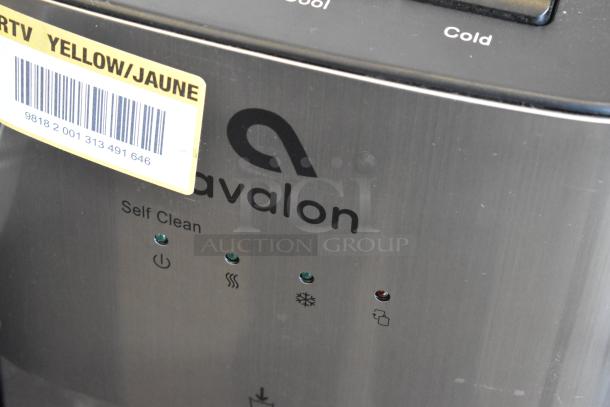 Cool
Cold
RTV YELLOW/JAUNE
9818 2 001 313 491 646
avalon
Self Clean
AUCTION GROUP